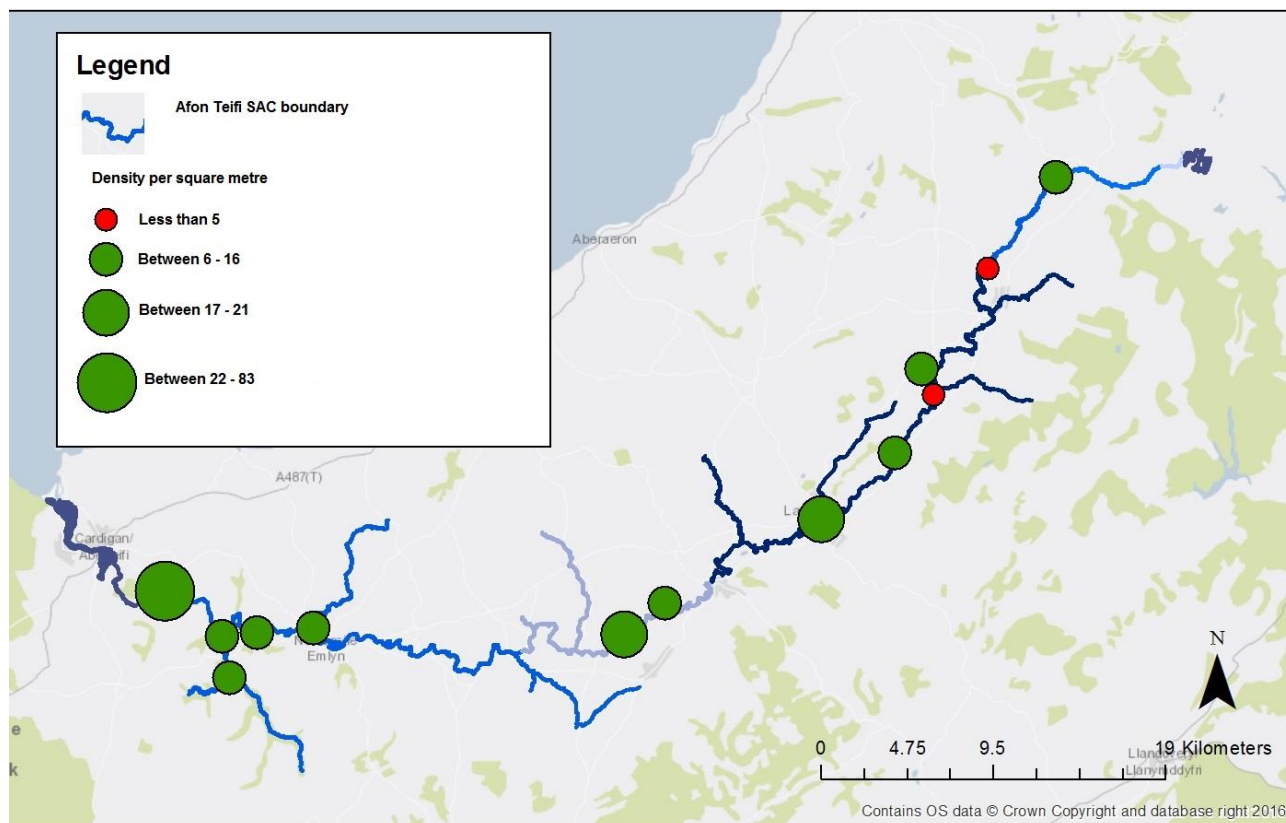 Legend
Afon Teifi SAC boundary
Density per square metre
Less than 5
Between 6 - 16
Between 17 - 21
Between 22 - 83
Aberaeron
A487(T)
Cardigan/
Emlyn
N
0 4.75 9.5 19 Kilometers
Llanymddyfri
Contains OS data © Crown Copyright and database right 2016
e
k